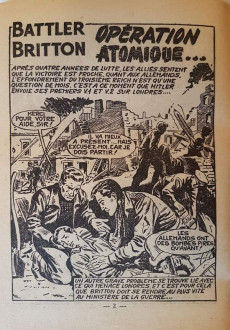 BATTLER
BRITTON
OPÉRATION
ATOMIQUE...
APRÈS QUATRE ANNÉES DE LUTTE, LES ALLIÉS SENTENT
QUE LA VICTOIRE EST PROCHE, QUANT AUX ALLEMANDS,
L'EFFONDREMENT DU TROISIÈME REICH N'EST QU'UNE
QUESTION DE MOIS. C'EST À CE MOMENT QUE HITLER
ENVOIE SES PREMIERS V1 ET V2 SUR LONDRES....
MERCI
POUR VOTRE
AIDE, SIR!
IL VA MIEUX
À PRÉSENT... MAIS
EXCUSEZ-MOI CAR JE
DOIS PARTIR!
LES
ALLEMANDS ONT
DES BOMBES PIRES
QU'AVANT!
UN AUTRE GRAVE PROBLÈME SE TROUVE LIÉ AVEC
CE QUI MENACE LONDRES, ET C'EST POUR CELA
QUE BRITTON DOIT SE RENDRE AU PLUS VITE
AU MINISTÈRE DE LA GUERRE....
— 3 —